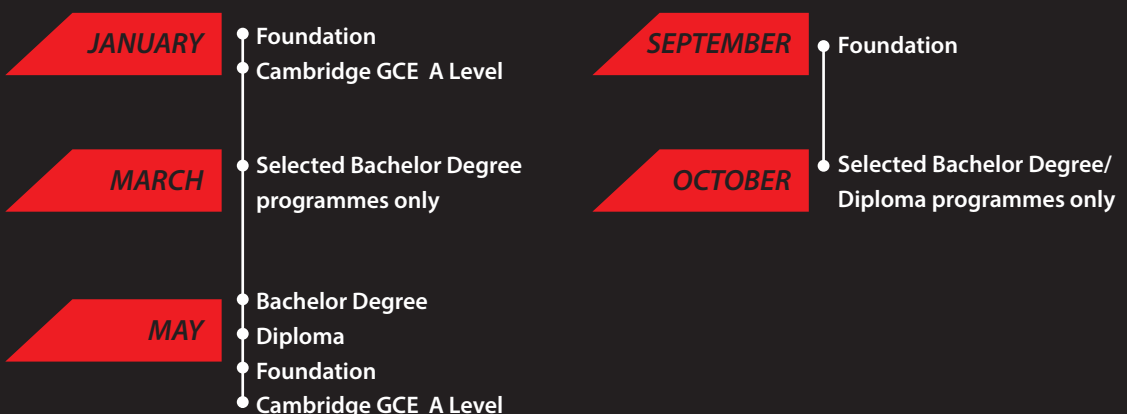 JANUARY
Foundation
Cambridge GCE A Level
MARCH
Selected Bachelor Degree
programmes only
MAY
Bachelor Degree
Diploma
Foundation
Cambridge GCE A Level
SEPTEMBER
Foundation
OCTOBER
Selected Bachelor Degree/
Diploma programmes only